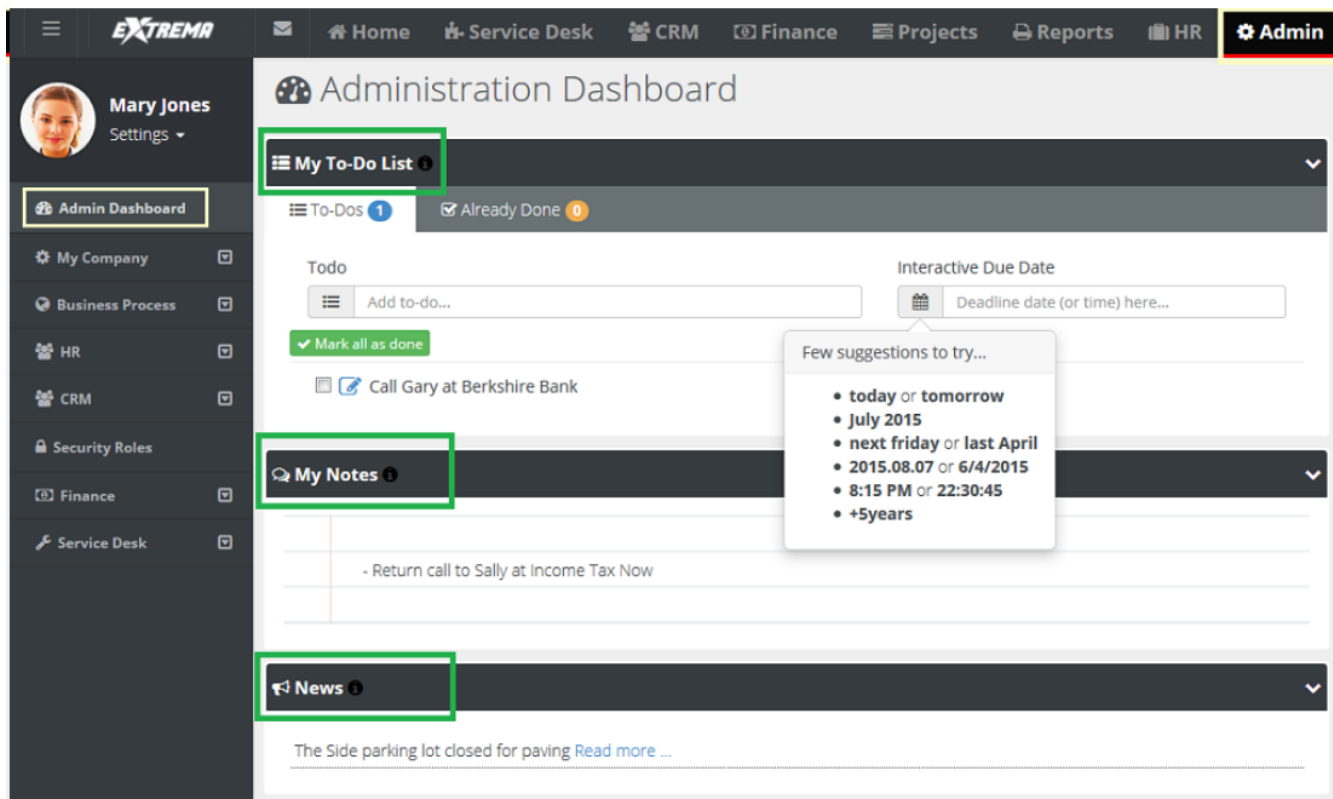 EXTREMA
Home Service Desk CRM Finance Projects Reports HR Admin
Mary Jones
Settings
Admin Dashboard
My Company
Business Process
HR
CRM
Security Roles
Finance
Service Desk
Administration Dashboard
My To-Do List
To-Dos 1 Already Done 0
Todo Interactive Due Date
Add to-do... Deadline date (or time) here...
Mark all as done
Call Gary at Berkshire Bank
Few suggestions to try...
today or tomorrow
July 2015
next friday or last April
2015.08.07 or 6/4/2015
8:15 PM or 22:30:45
+5years
My Notes
- Return call to Sally at Income Tax Now
News
The Side parking lot closed for paving Read more ...